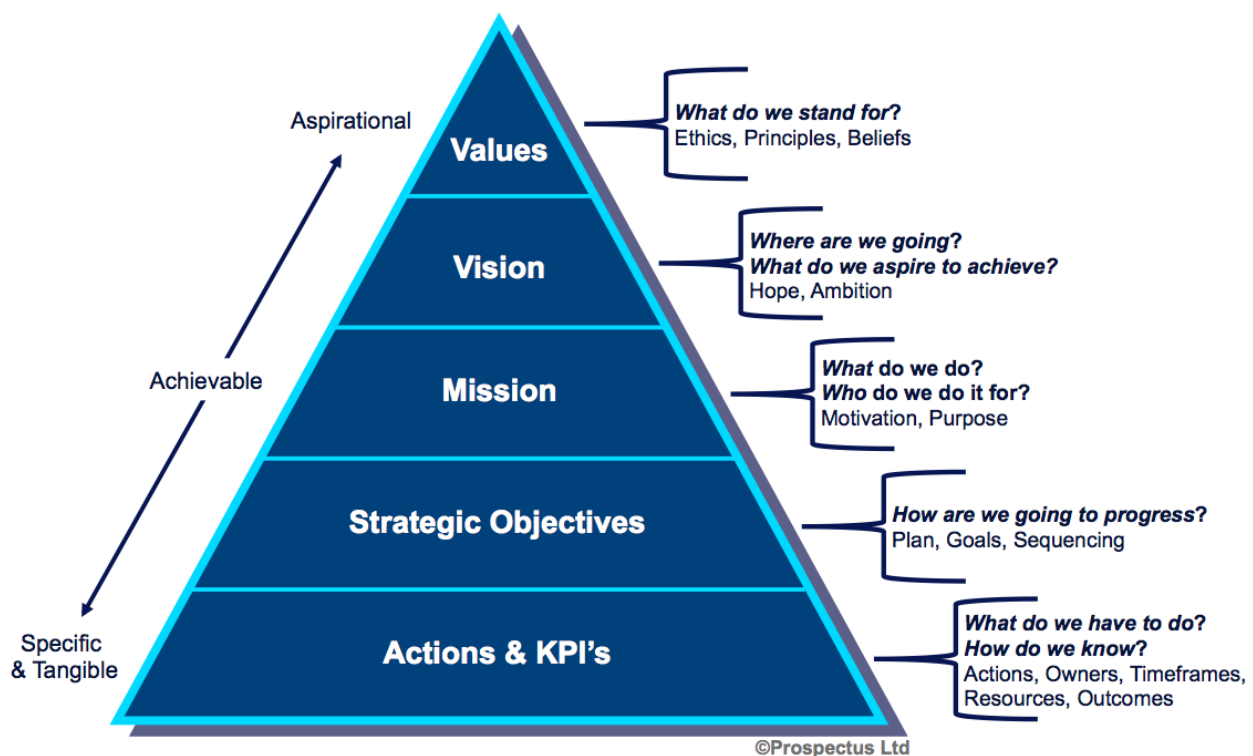 Aspirational
Values
What do we stand for?
Ethics, Principles, Beliefs
Vision
Where are we going?
What do we aspire to achieve?
Hope, Ambition
Achievable
Mission
What do we do?
Who do we do it for?
Motivation, Purpose
Strategic Objectives
How are we going to progress?
Plan, Goals, Sequencing
Specific
& Tangible
Actions & KPI's
What do we have to do?
How do we know?
Actions, Owners, Timeframes,
Resources, Outcomes
©Prospectus Ltd